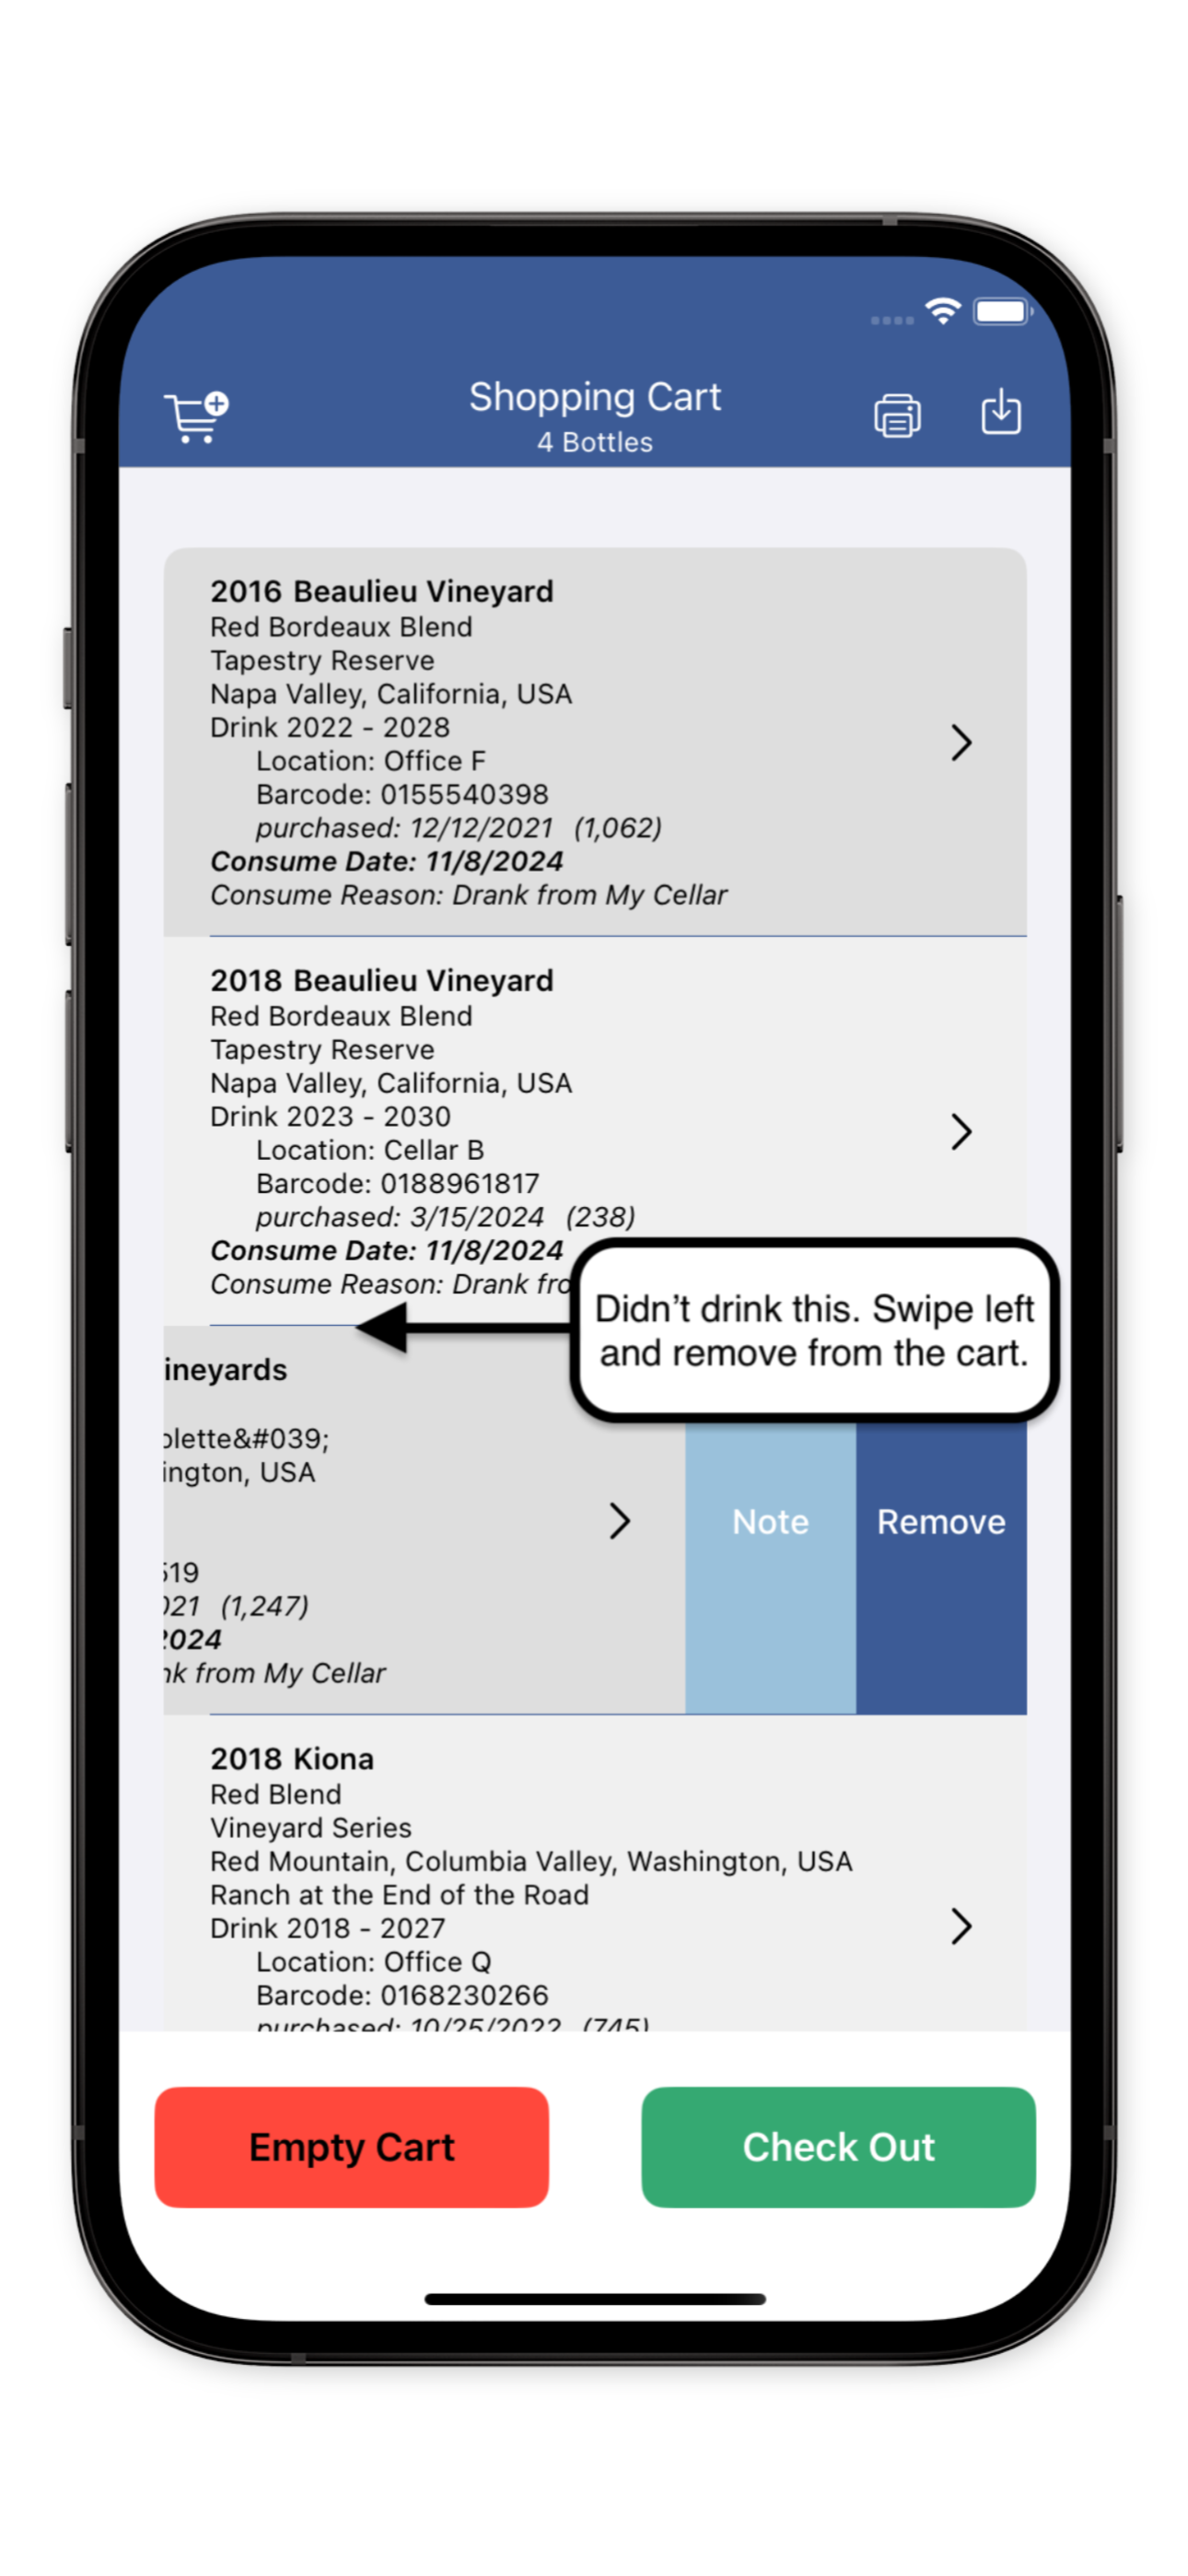 Shopping Cart
4 Bottles
2016 Beaulieu Vineyard
Red Bordeaux Blend
Tapestry Reserve
Napa Valley, California, USA
Drink 2022 - 2028
Location: Office F
Barcode: 0155540398
purchased: 12/12/2021 (1,062)
Consume Date: 11/8/2024
Consume Reason: Drank from My Cellar
2018 Beaulieu Vineyard
Red Bordeaux Blend
Tapestry Reserve
Napa Valley, California, USA
Drink 2023 - 2030
Location: Cellar B
Barcode: 0188961817
purchased: 3/15/2024 (238)
Consume Date: 11/8/2024
Consume Reason: Drank fro
Didn’t drink this. Swipe left
and remove from the cart.
ineyards
olette&#039;
ington, USA
Note
Remove
519
021 (1,247)
2024
nk from My Cellar
2018 Kiona
Red Blend
Vineyard Series
Red Mountain, Columbia Valley, Washington, USA
Ranch at the End of the Road
Drink 2018 - 2027
Location: Office Q
Barcode: 0168230266
purchased: 10/25/2022 (745)
Empty Cart
Check Out